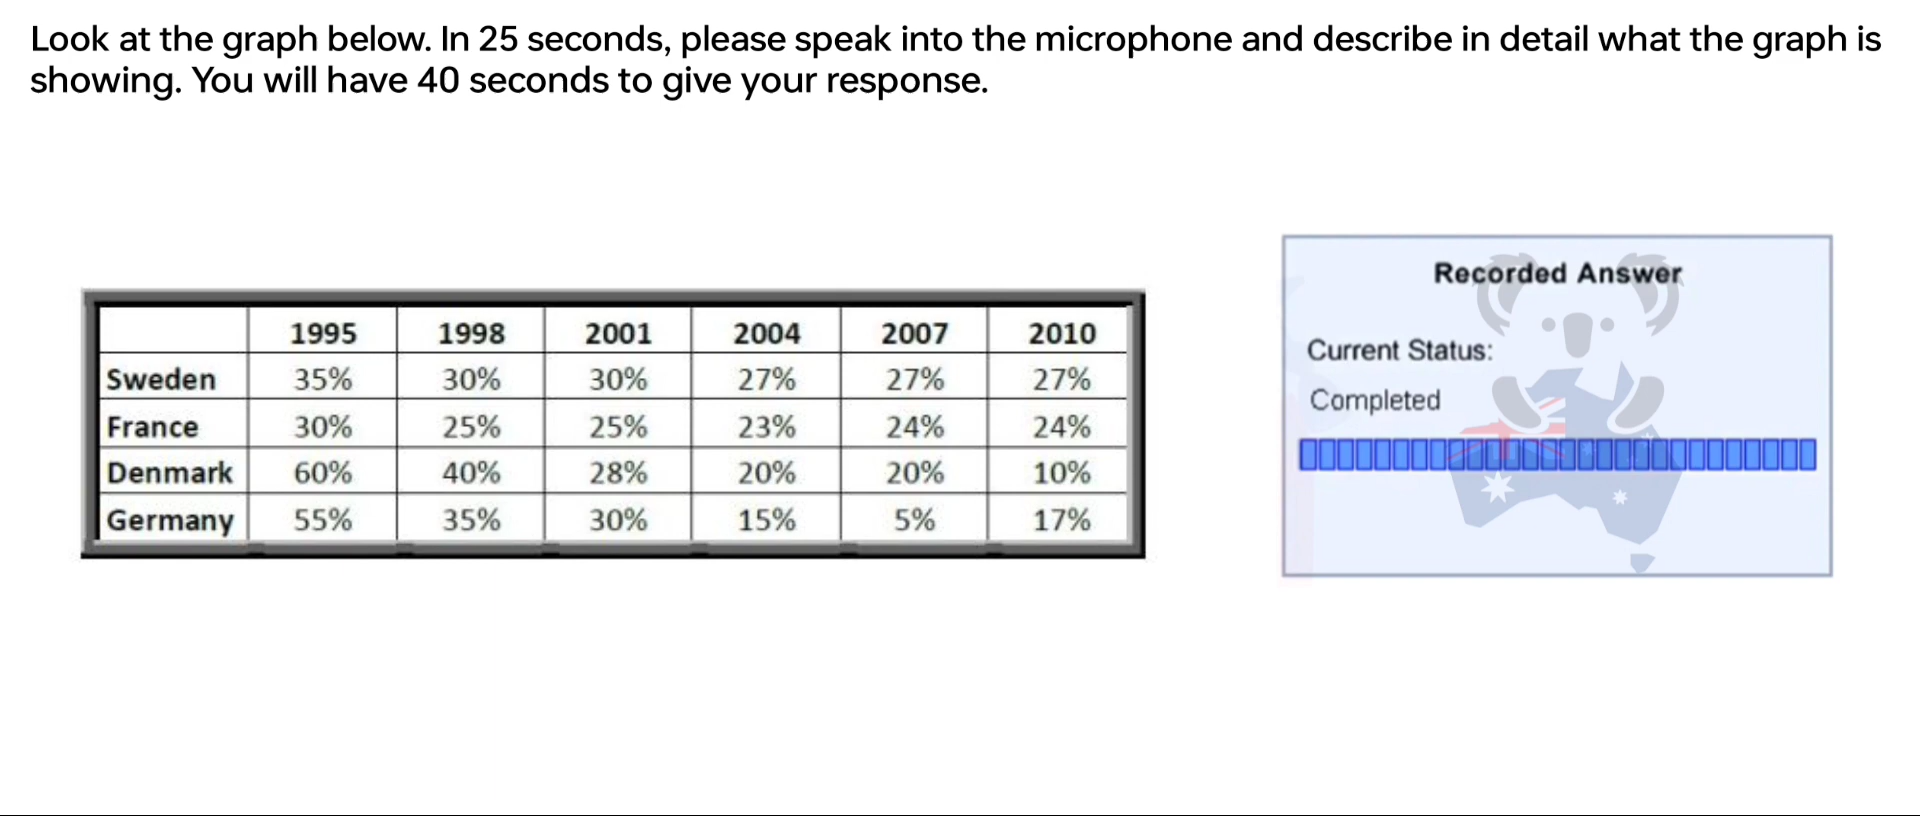 Look at the graph below. In 25 seconds, please speak into the microphone and describe in detail what the graph is
showing. You will have 40 seconds to give your response.
1995 1998 2001 2004 2007 2010
Sweden 35% 30% 30% 27% 27% 27%
France 30% 25% 25% 23% 24% 24%
Denmark 60% 40% 28% 20% 20% 10%
Germany 55% 35% 30% 15% 5% 17%
Recorded Answer
Current Status:
Completed